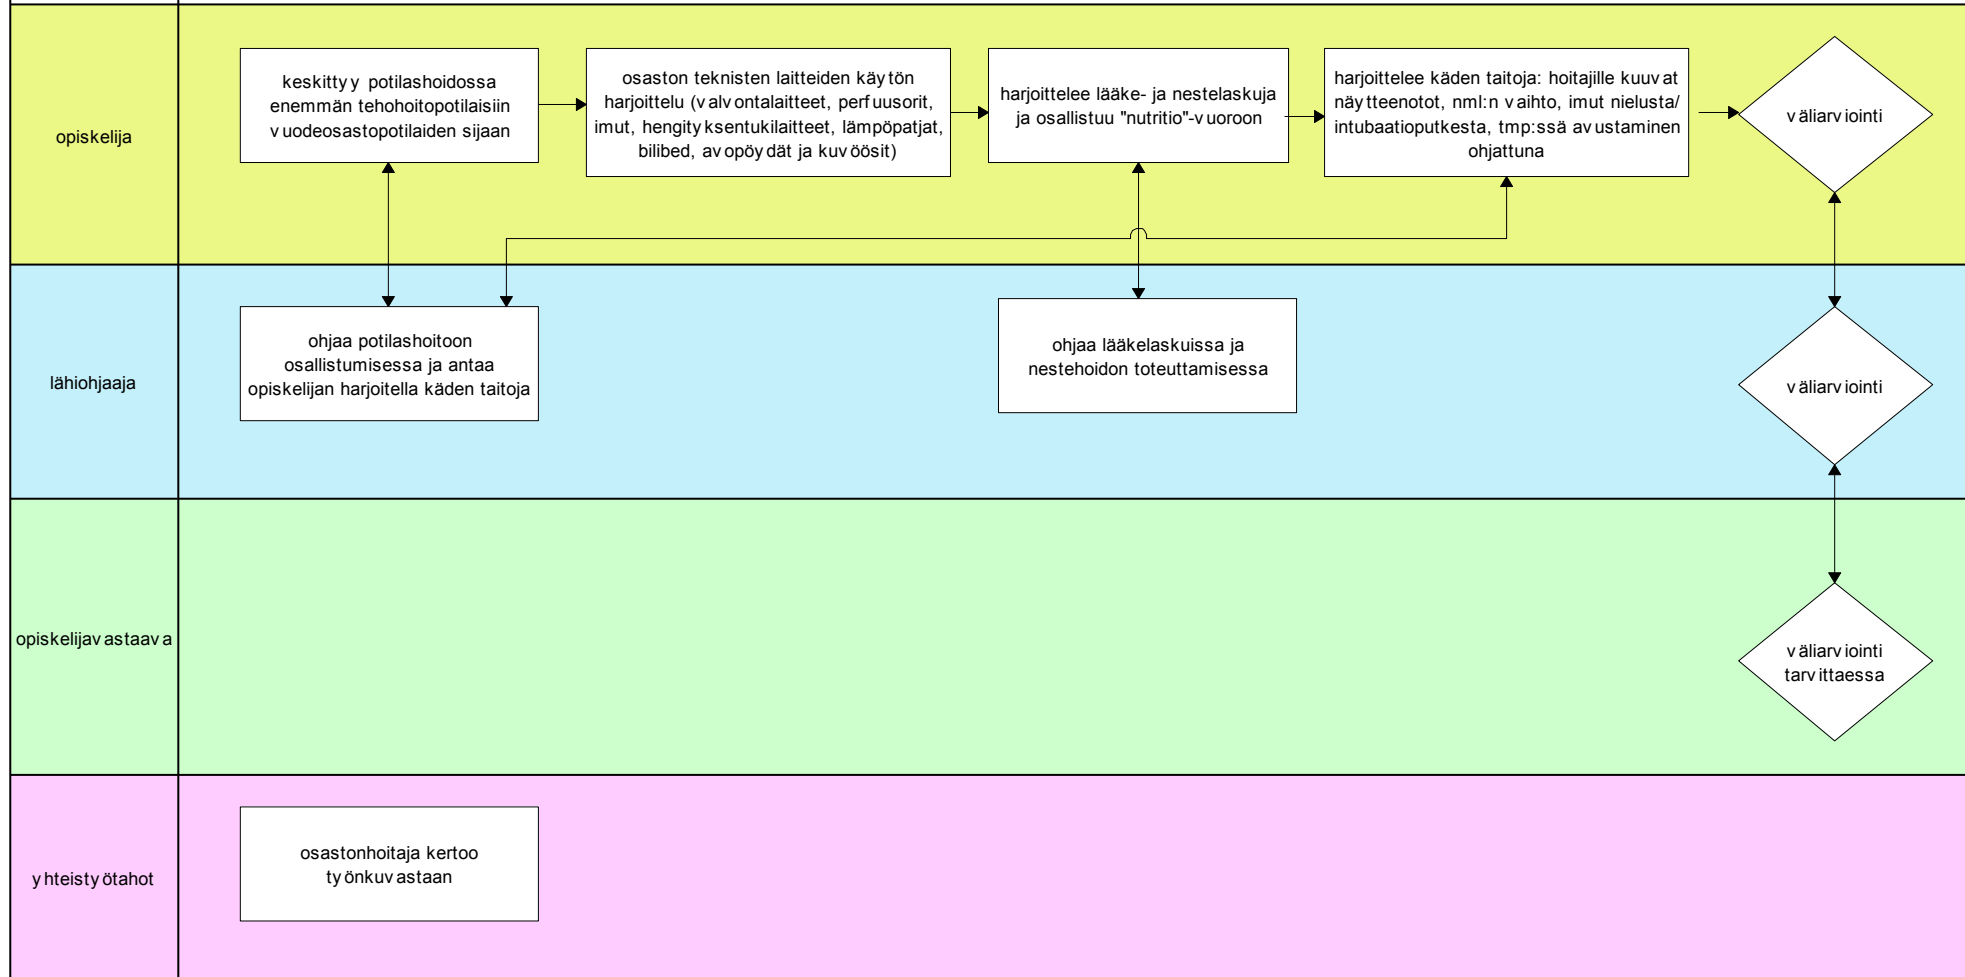 opiskelija
keskittyy potilashoidossa
enemmän tehohoitopotilaisiin
vuodeosastopotilaiden sijaan
osaston teknisten laitteiden käytön
harjoittelu (valvontalaitteet, perfuusorit,
imut, hengityksentukilaitteet, lämpöpatjat,
bilibed, avopöydät ja kuvöösit)
harjoittelee lääke- ja nestelaskuja
ja osallistuu "nutritio"-vuoroon
harjoittelee käden taitoja: hoitajille kuuvat
näytteenotot, nml:n vaihto, imut nielusta/
intubaatioputkesta, tmp:ssä avustaminen
ohjattuna
väliarviointi
lähiohjaaja
ohjaa potilashoitoon
osallistumisessa ja antaa
opiskelijan harjoitella käden taitoja
ohjaa lääkelaskuissa ja
nestehoidon toteuttamisessa
väliarviointi
opiskelijavastaava
väliarviointi
tarvittaessa
yhteistyötahot
osastonhoitaja kertoo
työnkuvastaan